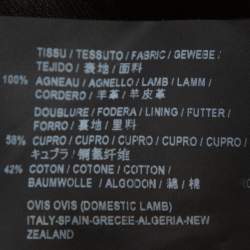 TISSU / TESSUTO / FABRIC / GEWEBE /
TEJIDO / 表地 / 面料
100% AGNEAU / AGNELLO / LAMB / LAMM /
CORDERO / 羊革 / 羊皮革
DOUBLURE / FODERA / LINING / FUTTER /
FORRO / 裏地 / 里料
58% CUPRO / CUPRO / CUPRO / CUPRO / CUPRO /
キュプラ / 铜氨纤维
42% COTON / COTONE / COTTON /
BAUMWOLLE / ALGODON / 綿 / 棉
OVIS OVIS (DOMESTIC LAMB)
ITALY-SPAIN-GRECEE-ALGERIA-NEW
ZEALAND